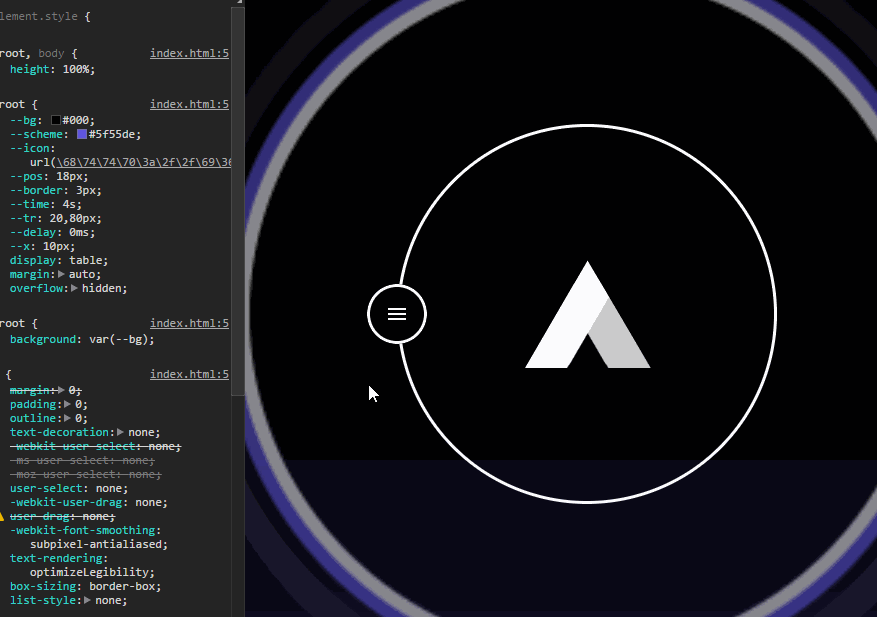 lement.style {
root, body { index.html:5
height: 100%;
root { index.html:5
--bg: #000;
--scheme: #5f55de;
--icon:
url(\68\74\74\70\3a\2f\2f\69\36
--pos: 18px;
--border: 3px;
--time: 4s;
--tr: 20,80px;
--delay: 0ms;
--x: 10px;
display: table;
margin: auto;
overflow: hidden;
root { index.html:5
background: var(--bg);
{ index.html:5
margin: 0;
padding: 0;
outline: 0;
text-decoration: none;
-webkit-user-select: none;
-ms-user-select: none;
-moz-user-select: none;
user-select: none;
-webkit-user-drag: none;
user-drag: none;
-webkit-font-smoothing:
subpixel-antialiased;
text-rendering:
optimizeLegibility;
box-sizing: border-box;
list-style: none;